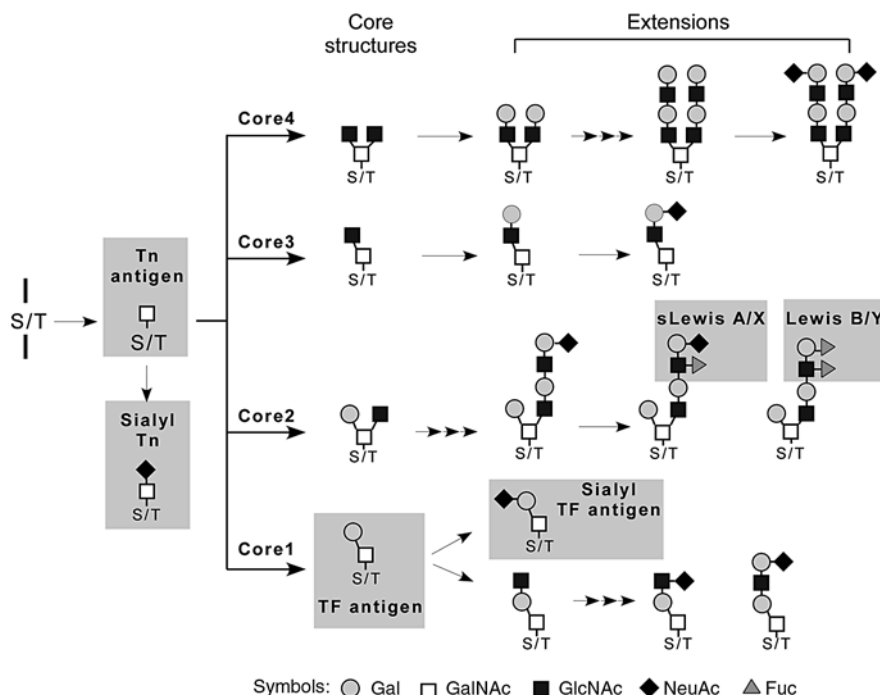 Core
structures
Extensions
Core4
S/T
S/T
S/T
S/T
Core3
S/T
S/T
S/T
Tn
antigen
S/T
S/T
sLewis A/X
Lewis B/Y
Sialyl
Tn
S/T
Core2
S/T
S/T
S/T
S/T
Core1
S/T
TF antigen
Sialyl
TF antigen
S/T
S/T
S/T
S/T
Symbols: Gal GalNAc GlcNAc NeuAc Fuc